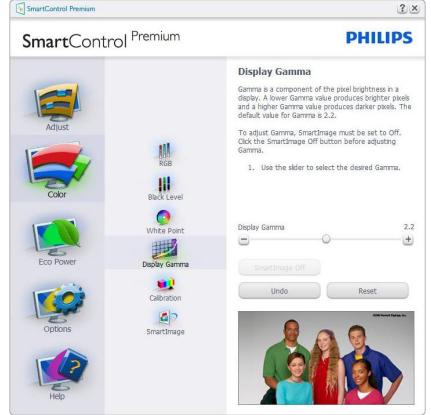 SmartControl Premium
SmartControl Premium
PHILIPS
Adjust
Color
Eco Power
Options
Help
RGB
Black Level
White Point
Display Gamma
Calibration
SmartImage
Display Gamma
Gamma is a component of the pixel brightness in a
display. A lower Gamma value produces brighter pixels
and a higher Gamma value produces darker pixels. The
default value for Gamma is 2.2.
To adjust Gamma, SmartImage must be set to Off.
Click the SmartImage Off button before adjusting
Gamma.
1. Use the slider to select the desired Gamma.
Display Gamma 2.2
SmartImage Off
Undo Reset